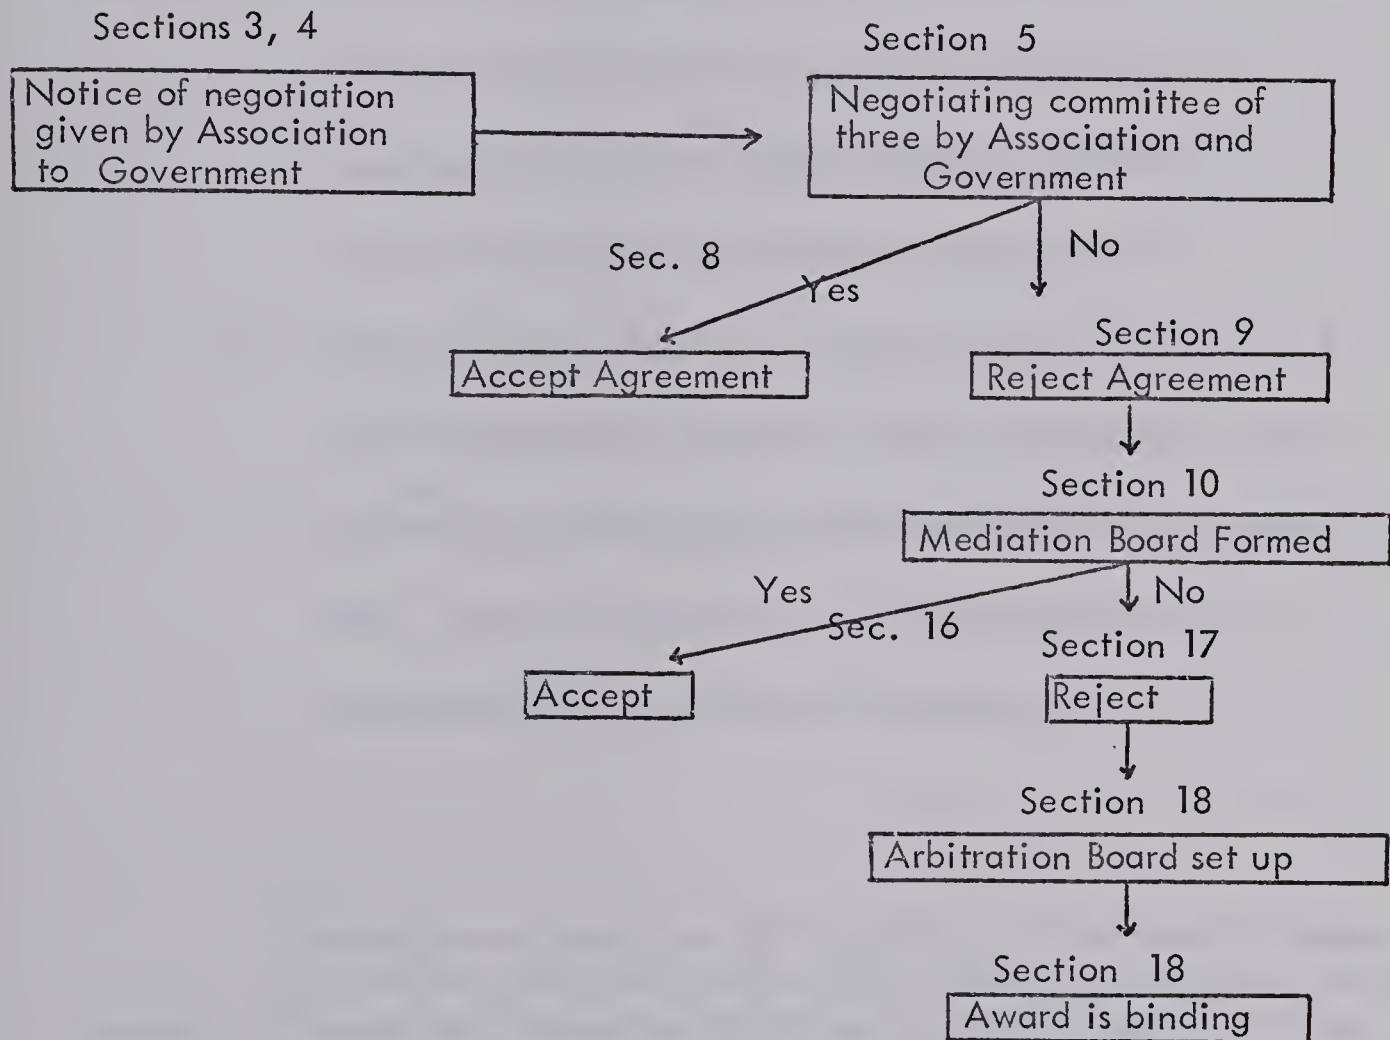 Sections 3, 4
Section 5
Notice of negotiation
given by Association
to Government
Negotiating committee of
three by Association and
Government
Sec. 8
Yes
No
Section 9
Accept Agreement
Reject Agreement
Section 10
Mediation Board Formed
Yes
No
Sec. 16
Section 17
Accept
Reject
Section 18
Arbitration Board set up
Section 18
Award is binding